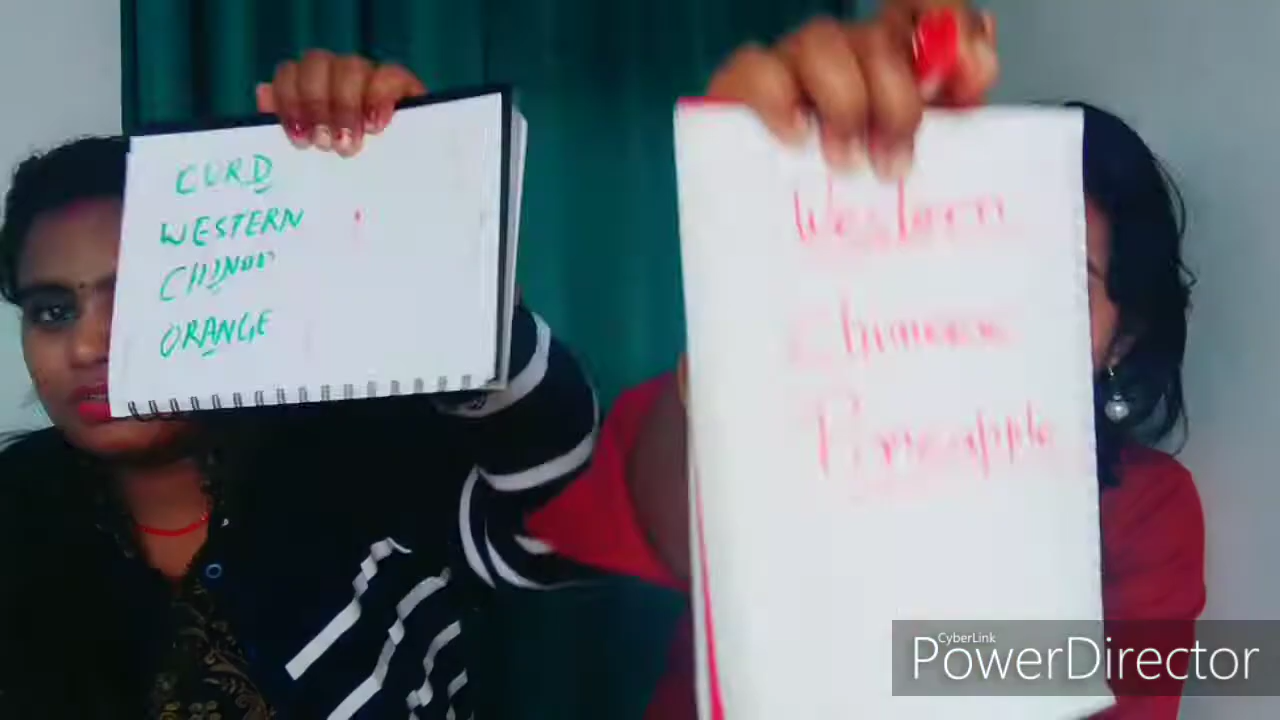 CURD
WESTERN
ORANGE
Western
Pineapple
CyberLink
PowerDirector